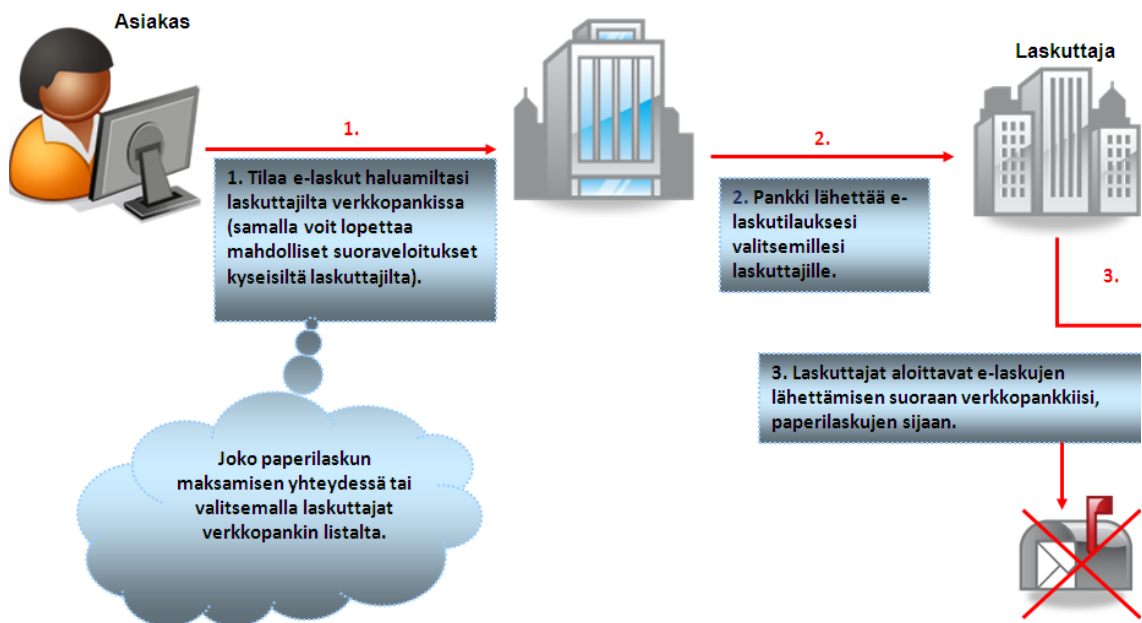 Asiakas
Laskuttaja
1.
2.
1. Tilaa e-laskut haluamiltasi
laskuttajilta verkkopankissa
(samalla voit lopettaa
mahdolliset suoraveloitukset
kyseisiltä laskuttajilta).
2. Pankki lähettää e-
laskutilauksesi
valitsemillesi
laskuttajille.
3.
3. Laskuttajat aloittavat e-laskujen
lähettämisen suoraan verkkopankkiisi,
paperilaskujen sijaan.
Joko paperilaskun
maksamisen yhteydessä tai
valitsemalla laskuttajat
verkkopankin listalta.